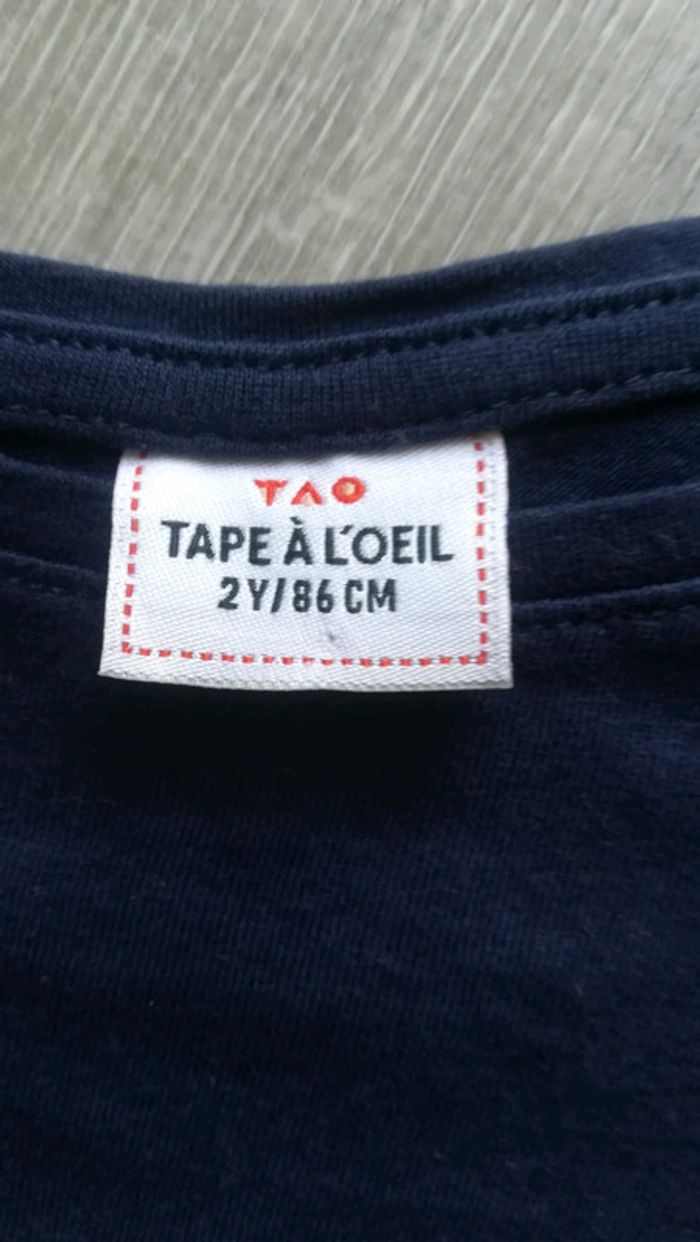 TAO
TAPE À L'OEIL
2Y/86 CM